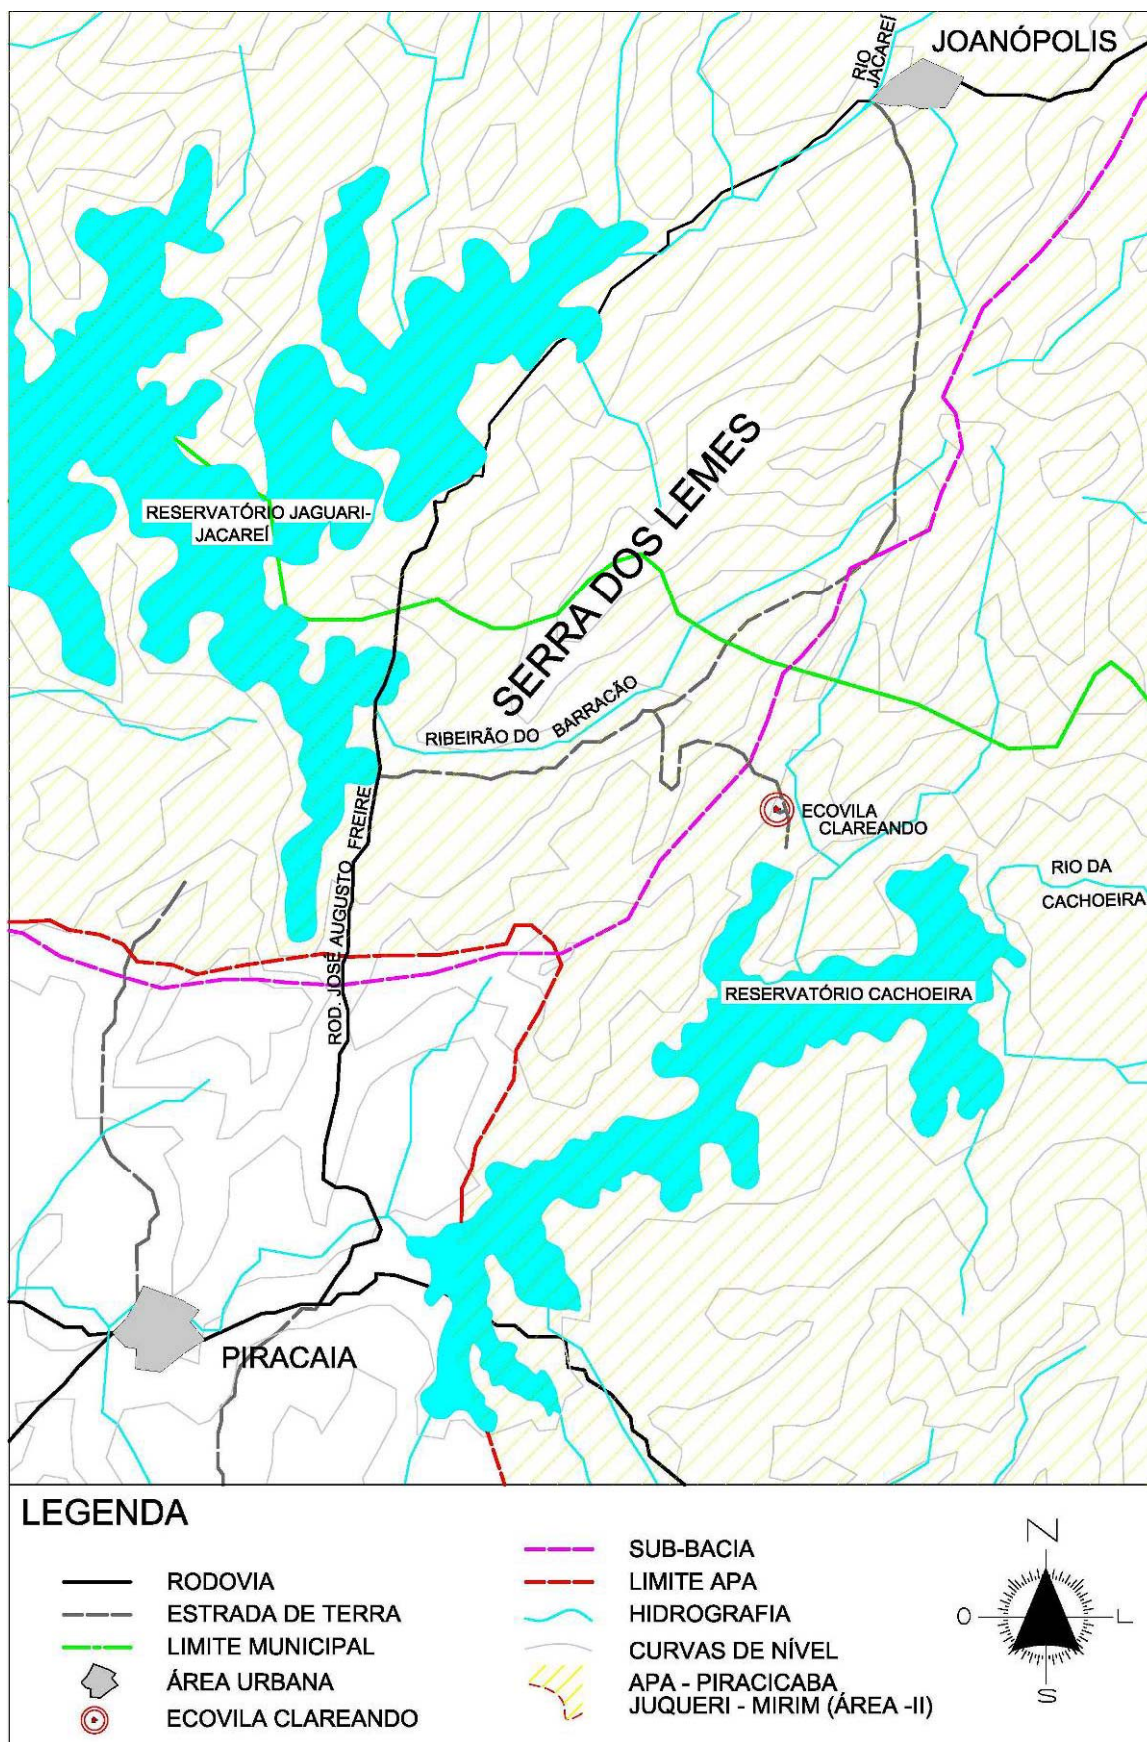 JOANÓPOLIS
RIO
JACAREÍ
RESERVATÓRIO JAGUARI-
JACAREÍ
SERRA DOS LEMES
RIBEIRÃO DO BARRACÃO
ROD. JOSÉ AUGUSTO FREIRE
ECOVILA
CLAREANDO
RIO DA
CACHOEIRA
RESERVATÓRIO CACHOEIRA
PIRACAIA
LEGENDA
RODOVIA
ESTRADA DE TERRA
LIMITE MUNICIPAL
ÁREA URBANA
ECOVILA CLAREANDO
SUB-BACIA
LIMITE APA
HIDROGRAFIA
CURVAS DE NÍVEL
APA - PIRACICABA
JUQUERI - MIRIM (ÁREA -II)
N
O
L
S